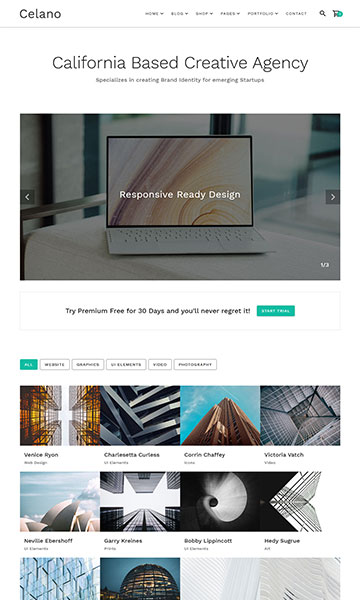 Celano
HOME BLOG SHOP PAGES PORTFOLIO CONTACT
California Based Creative Agency
Specializes in creating Brand Identity for emerging Startups
Responsive Ready Design
1/3
Try Premium Free for 30 Days and you'll never regret it! START TRIAL
ALL WEBSITE GRAPHICS UI ELEMENTS VIDEO PHOTOGRAPHY
Venice Ryon Charlesetta Curless Corrin Chaffey Victoria Vatch
Web Design UI Elements Icons Video
Neville Ebershoff Garry Kreines Bobby Lippincott Hedy Sugrue
UI Elements Prints UI Elements Art